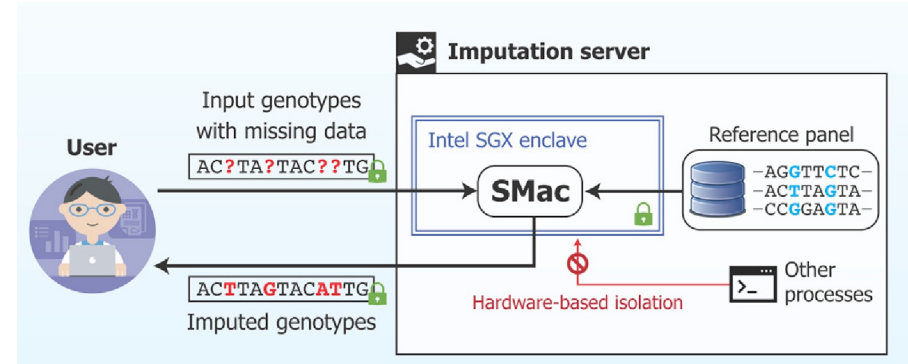 Imputation server
Input genotypes
with missing data
User
AC?TA?TAC??TG
Intel SGX enclave
SMac
Reference panel
-AGGTTCTC-
-ACTTAGTA-
-CCGGAGTA-
ACTTAGTACATTG
Imputed genotypes
Hardware-based isolation
>_
Other
processes